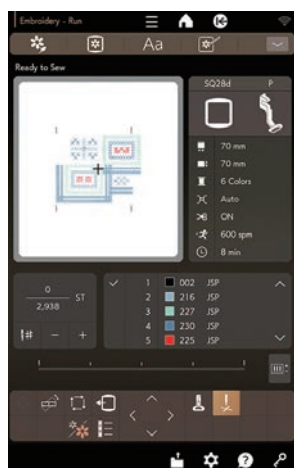 Embroidery - Run
Aa
Ready to Sew
SQ28d P
70 mm
70 mm
6 Colors
Auto
ON
600 spm
8 min
0
2,938
ST
1 002 JSP
2 216 JSP
3 227 JSP
4 230 JSP
5 225 JSP
#
- +
?